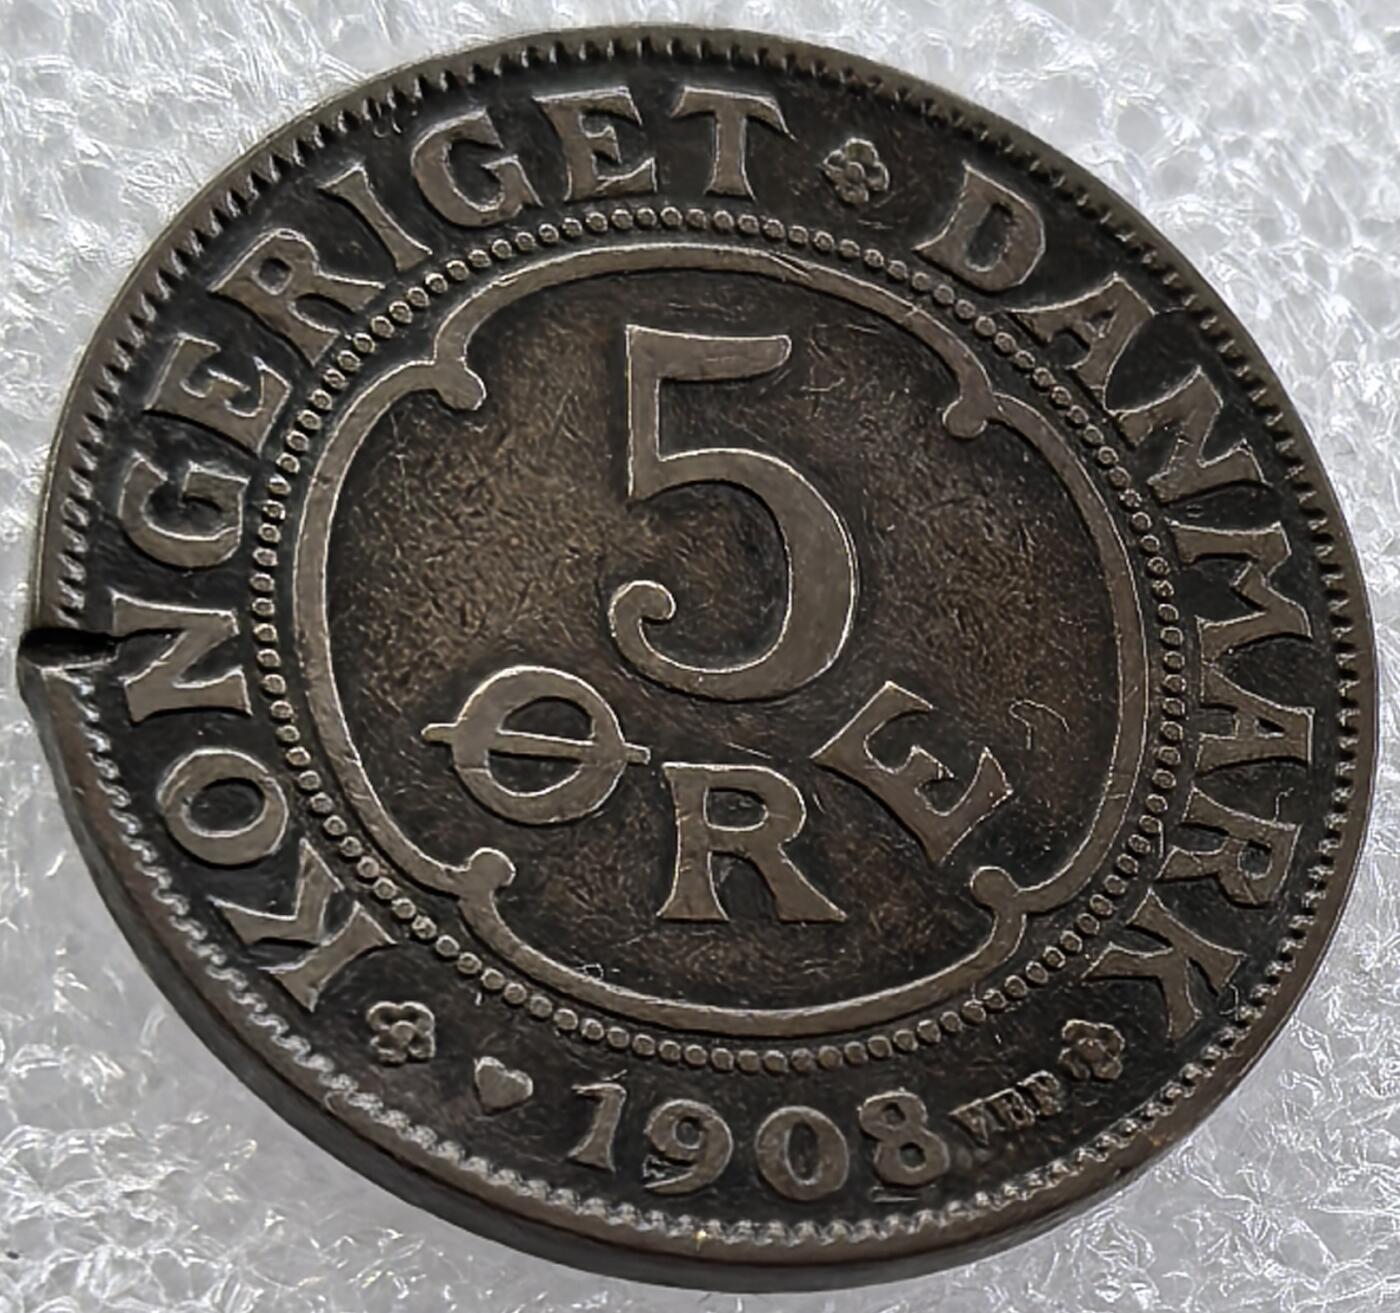 KONGERIGET DANMARK
5
ØRE
1908 VBP